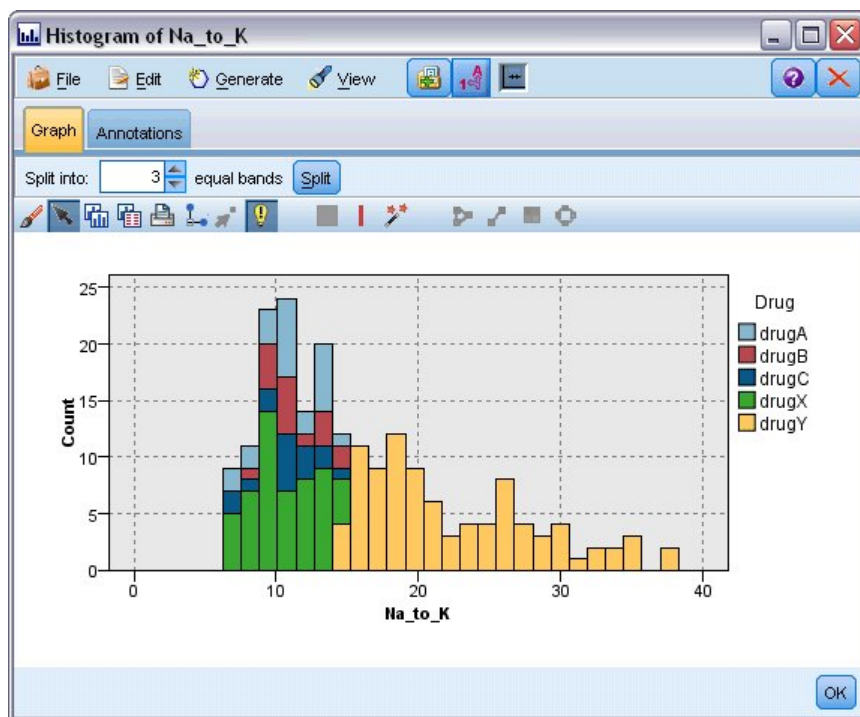 Histogram of Na_to_K
File Edit Generate View
Graph Annotations
Split into: 3 equal bands Split
25
20
15
10
5
0
Count
0 10 20 30 40
Na_to_K
Drug
drugA
drugB
drugC
drugX
drugY
OK